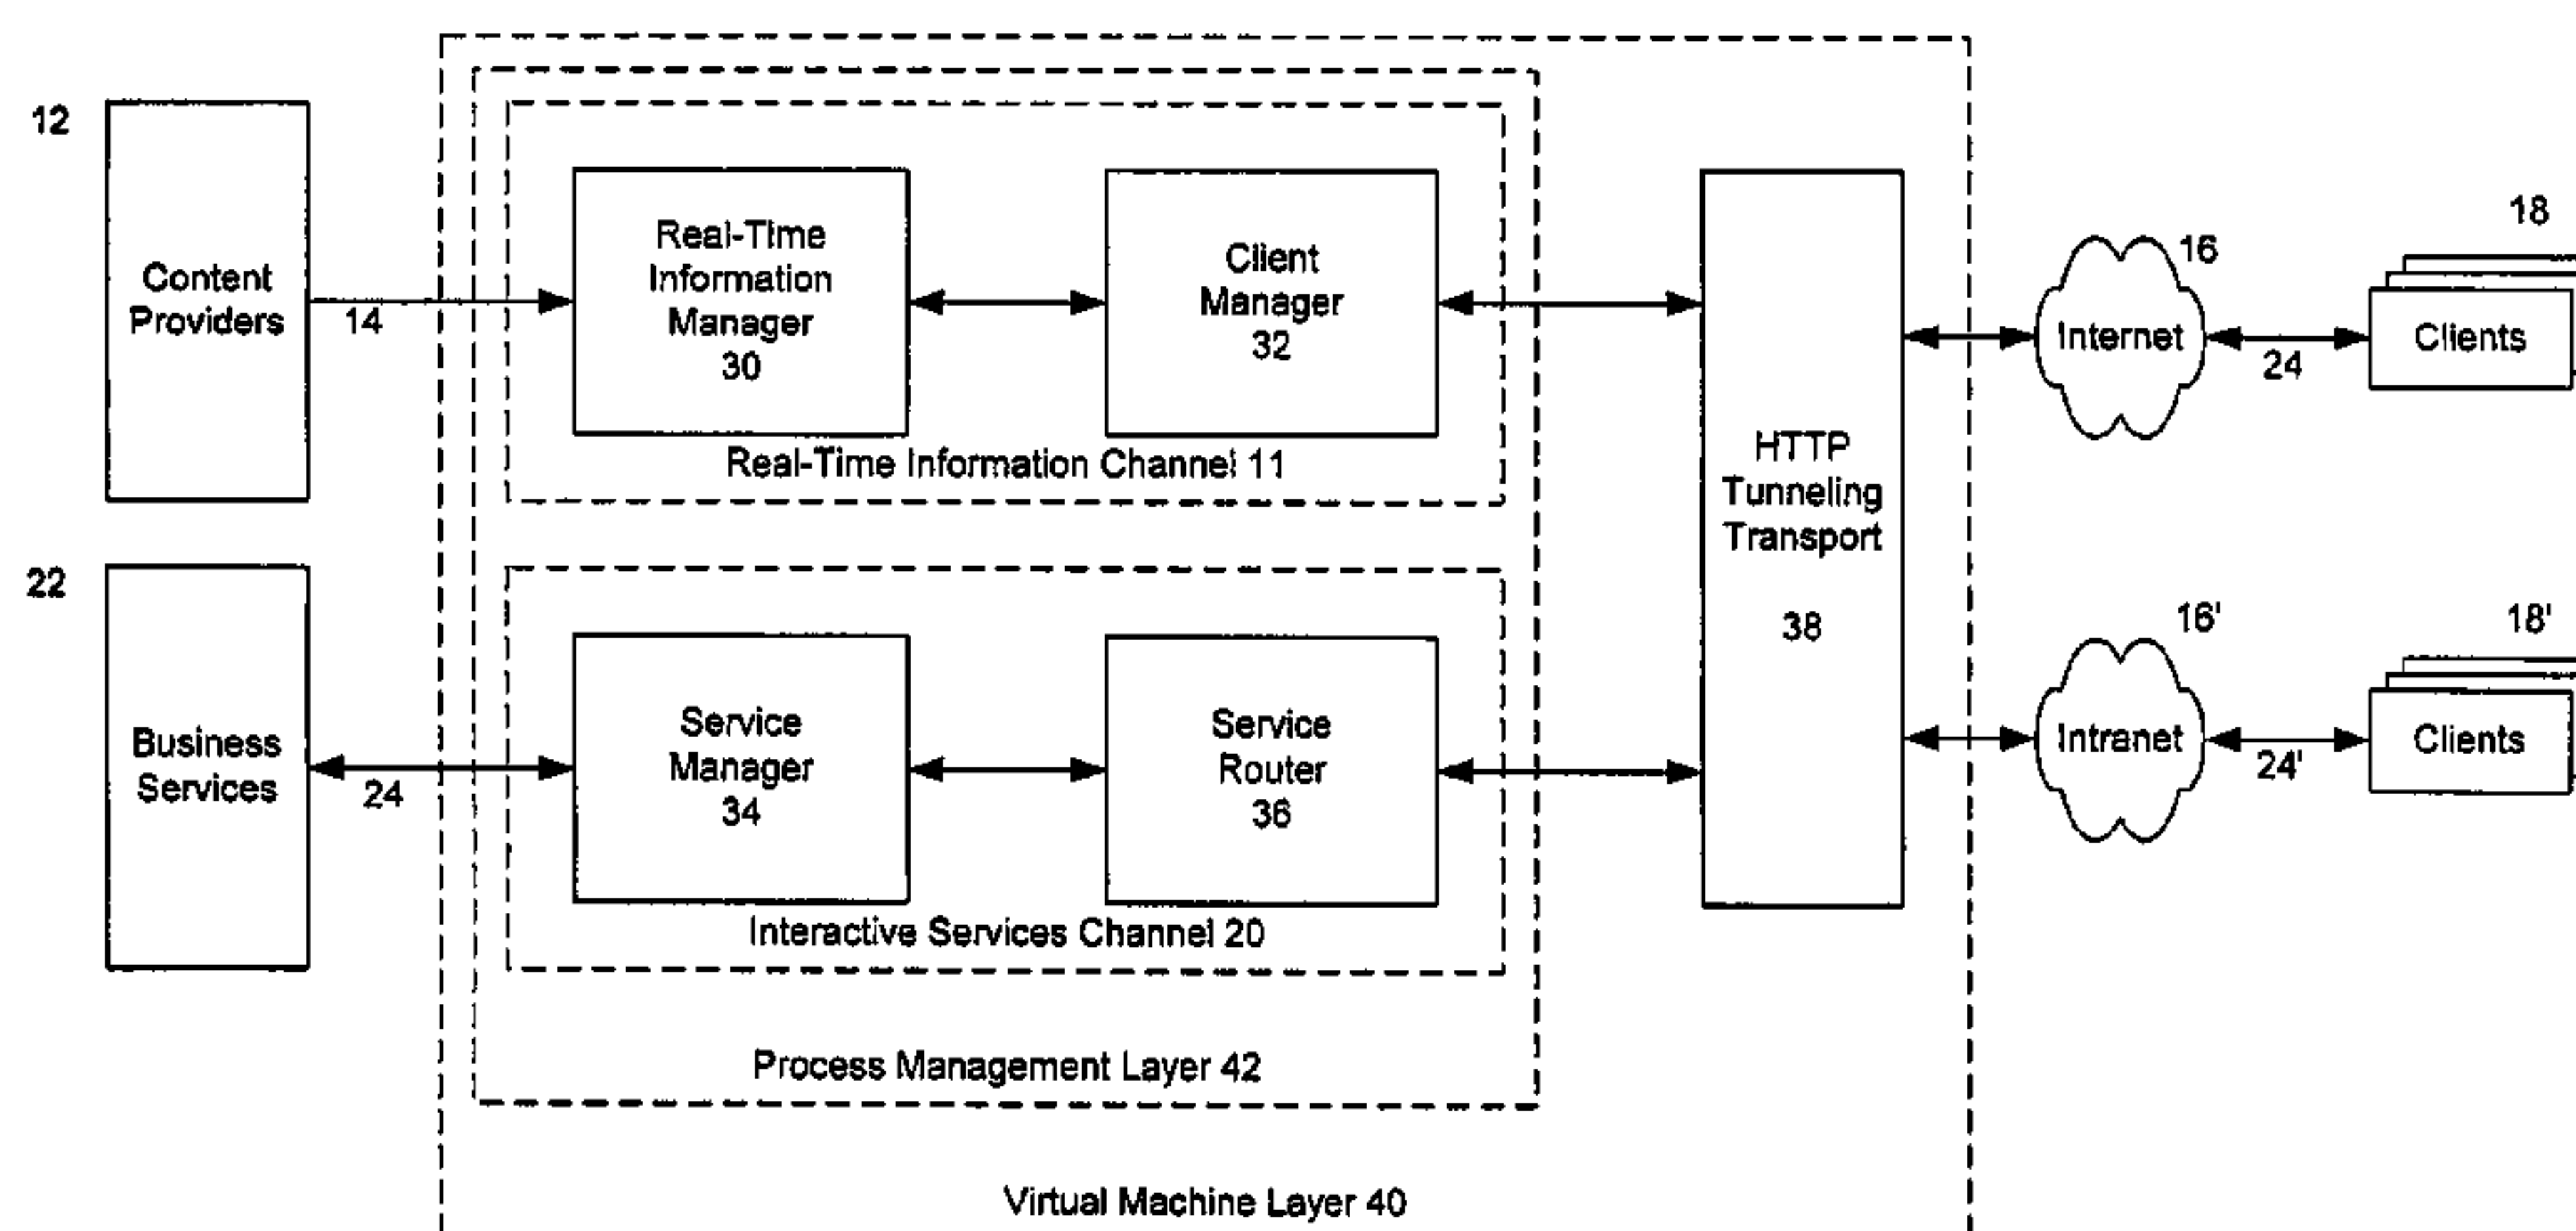 12
Content
Providers
14
Real-Time
Information
Manager
30
Client
Manager
32
Real-Time Information Channel 11
22
Business
Services
24
Service
Manager
34
Service
Router
36
Interactive Services Channel 20
Process Management Layer 42
Virtual Machine Layer 40
HTTP
Tunneling
Transport
38
16
Internet
24
18
Clients
16'
Intranet
24'
18'
Clients